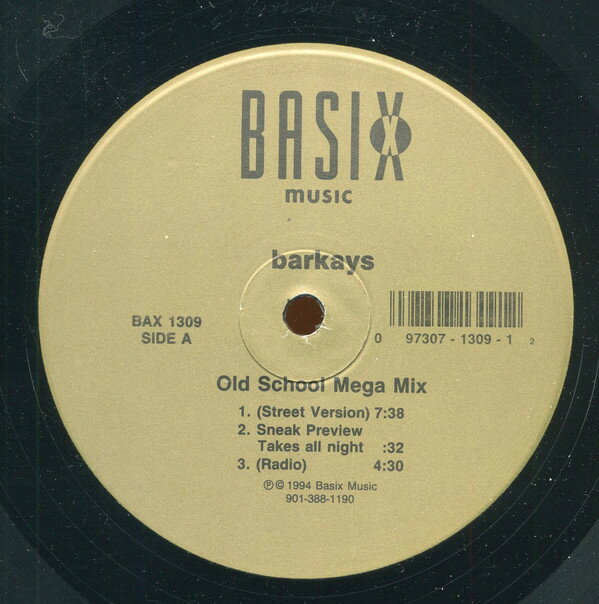 BASIX
MUSIC
barkays
BAX 1309
SIDE A
0 97307 - 1309 - 1 2
Old School Mega Mix
1. (Street Version) 7:38
2. Sneak Preview
Takes all night :32
3. (Radio) 4:30
℗ © 1994 Basix Music
901-388-1190